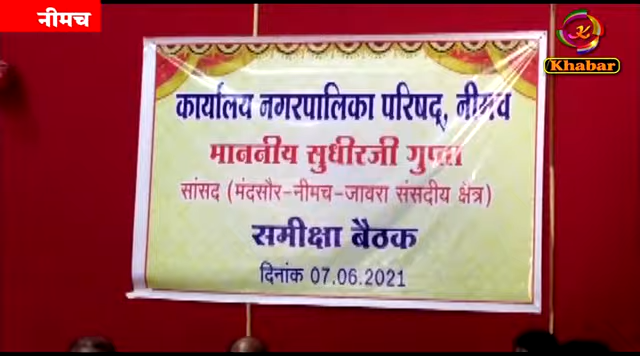 नीमच
K
Khabar
कार्यालय नगरपालिका परिषद्, नीमच
माननीय सुधीरजी गुप्ता
सांसद (मंदसौर-नीमच-जावरा संसदीय क्षेत्र)
समीक्षा बैठक
दिनांक 07.06.2021